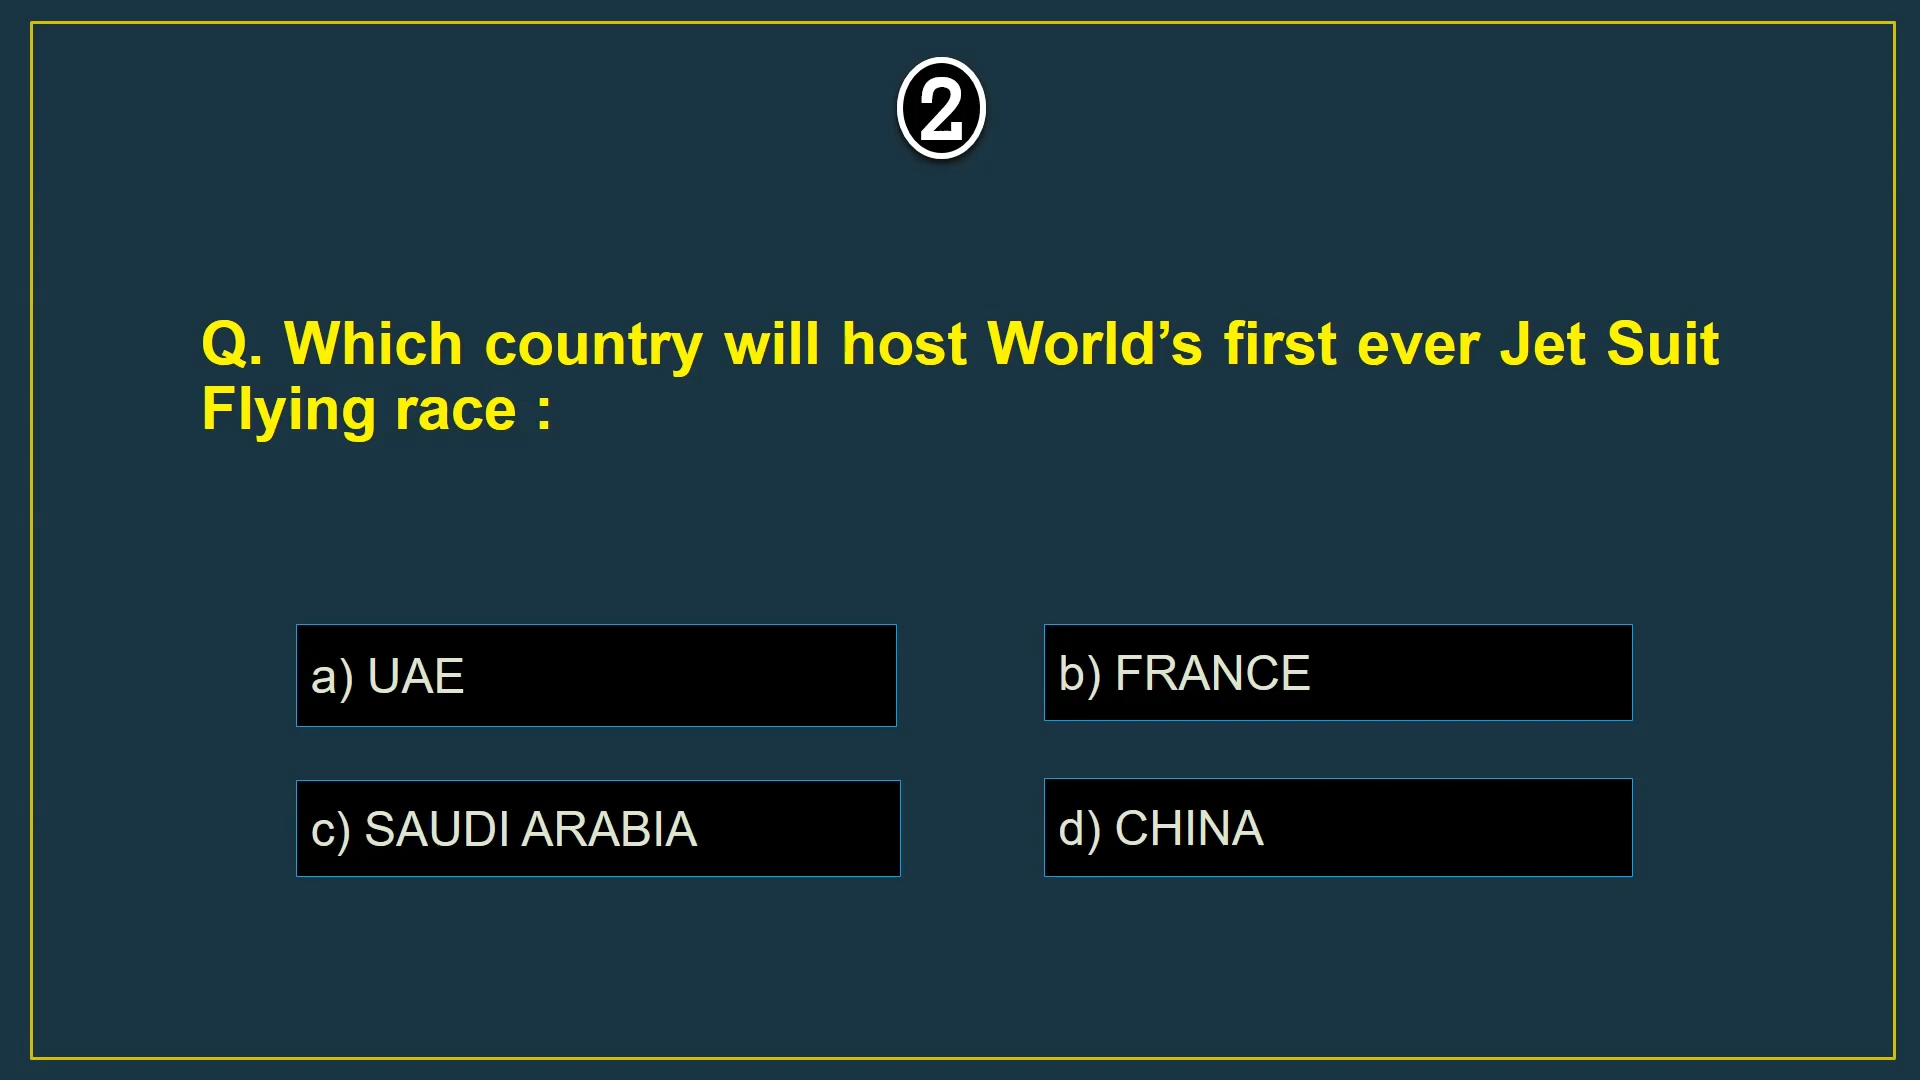 2
Q. Which country will host World’s first ever Jet Suit
Flying race :
a) UAE
b) FRANCE
c) SAUDI ARABIA
d) CHINA